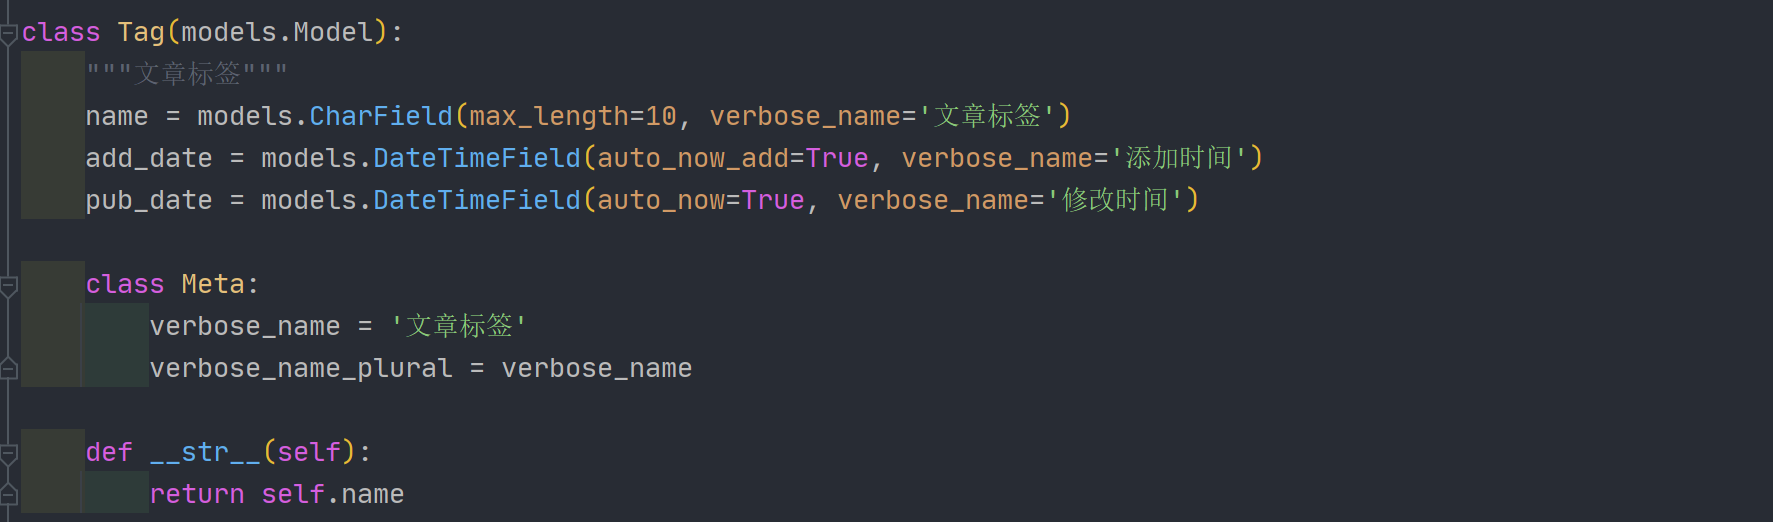 class Tag(models.Model):
    """文章标签"""
    name = models.CharField(max_length=10, verbose_name='文章标签')
    add_date = models.DateTimeField(auto_now_add=True, verbose_name='添加时间')
    pub_date = models.DateTimeField(auto_now=True, verbose_name='修改时间')

    class Meta:
        verbose_name = '文章标签'
        verbose_name_plural = verbose_name

    def __str__(self):
        return self.name